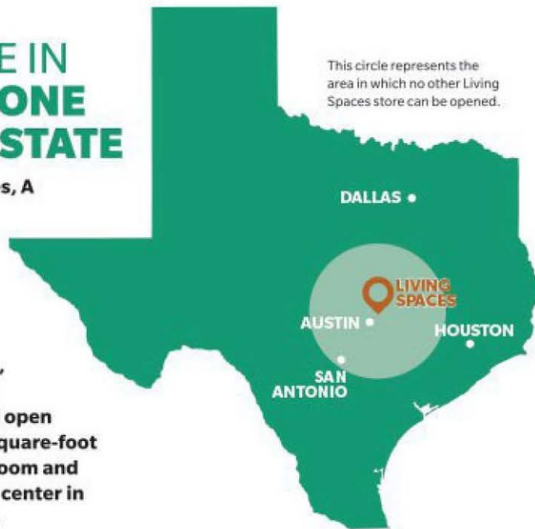 E IN
ONE
STATE
es, A
This circle represents the
area in which no other Living
Spaces store can be opened.
DALLAS
LIVING
SPACES
AUSTIN
HOUSTON
SAN
ANTONIO
,
open
quare-foot
oom and
center in